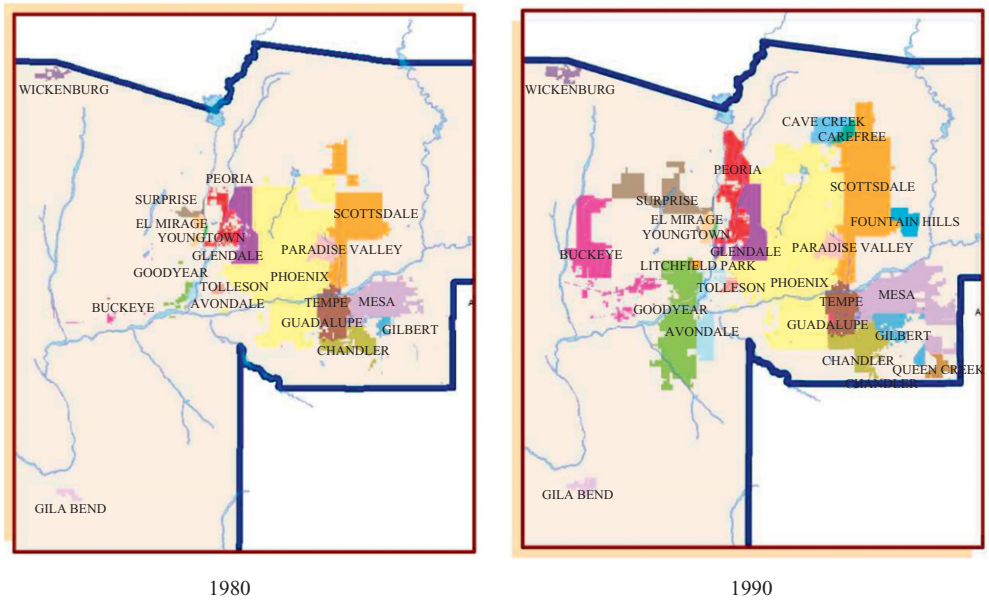 WICKENBURG
PEORIA
SURPRISE
SCOTTSDALE
EL MIRAGE
YOUNGTOWN
PARADISE VALLEY
GLENDALE
GOODYEAR
PHOENIX
TOLLESON
BUCKEYE
AVONDALE
TEMPE
MESA
GUADALUPE
GILBERT
CHANDLER
GILA BEND
1980
WICKENBURG
CAVE CREEK
CAREFREE
PEORIA
SCOTTSDALE
SURPRISE
EL MIRAGE
FOUNTAIN HILLS
YOUNGTOWN
PARADISE VALLEY
GLENDALE
BUCKEYE
LITCHFIELD PARK
PHOENIX
TOLLESON
MESA
TEMPE
GOODYEAR
GUADALUPE
AVONDALE
GILBERT
CHANDLER
QUEEN CREEK
CHANDLER
GILA BEND
1990